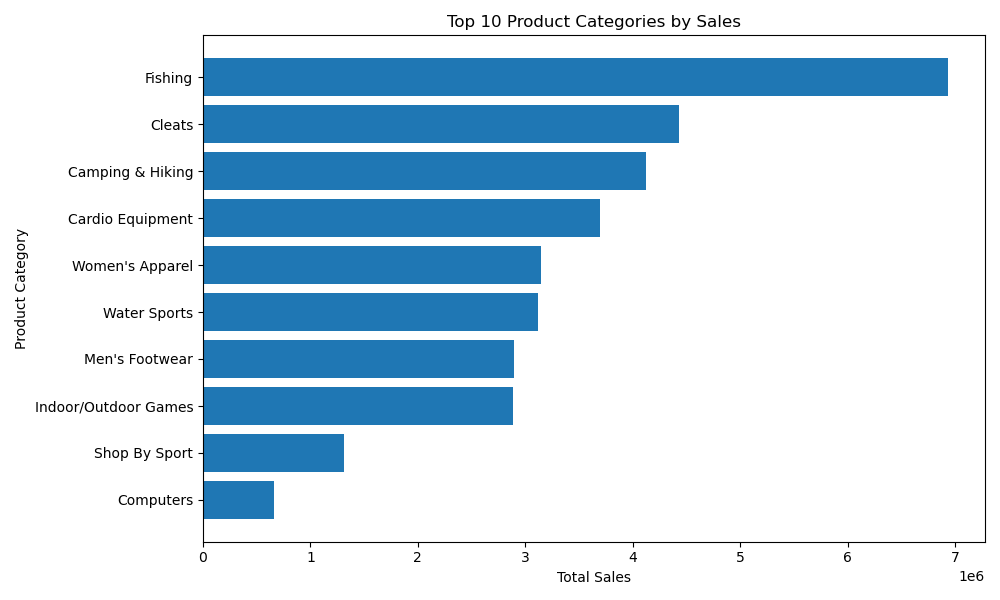 Top 10 Product Categories by Sales
Product Category
Fishing
Cleats
Camping & Hiking
Cardio Equipment
Women's Apparel
Water Sports
Men's Footwear
Indoor/Outdoor Games
Shop By Sport
Computers
0 1 2 3 4 5 6 7
1e6
Total Sales